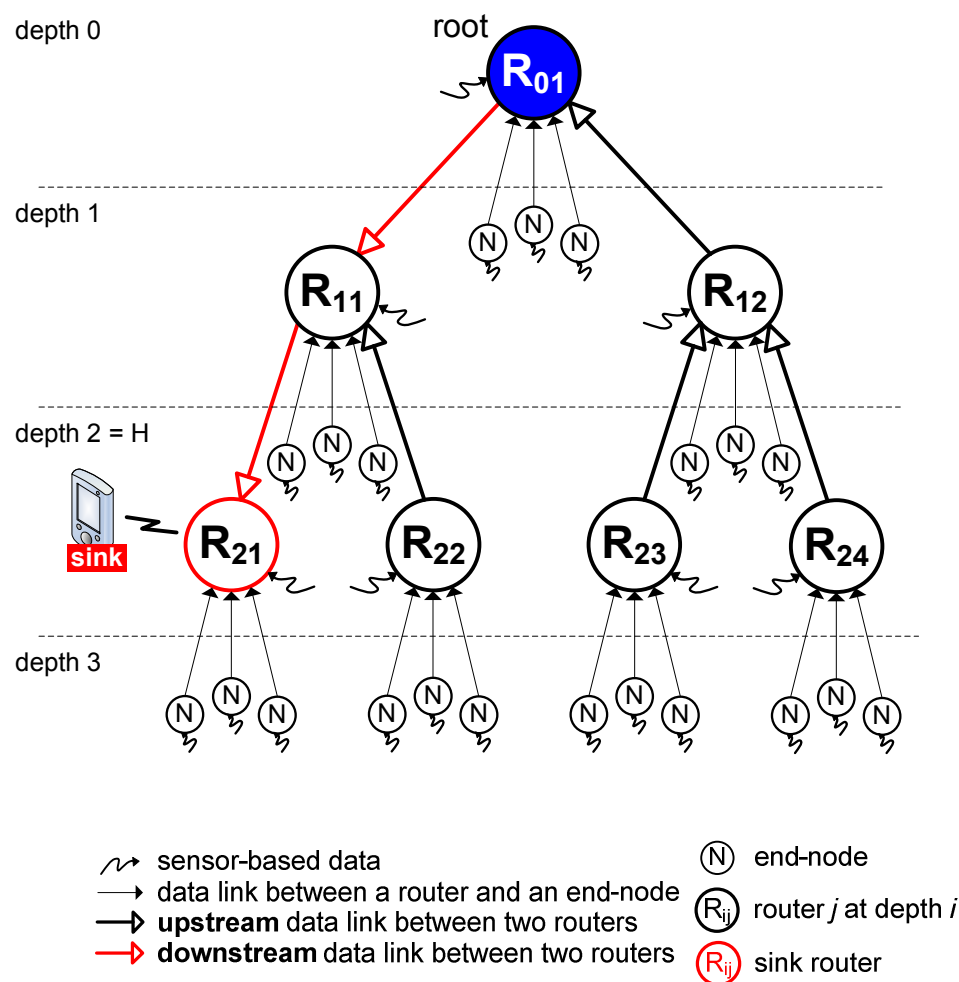 depth 0
root
R01
depth 1
N N N
R11
R12
depth 2 = H
N N N
N N N
sink
R21
R22
R23
R24
depth 3
N N N
N N N
N N N
N N N
sensor-based data
data link between a router and an end-node
upstream data link between two routers
downstream data link between two routers
N end-node
Rij router j at depth i
Rij sink router